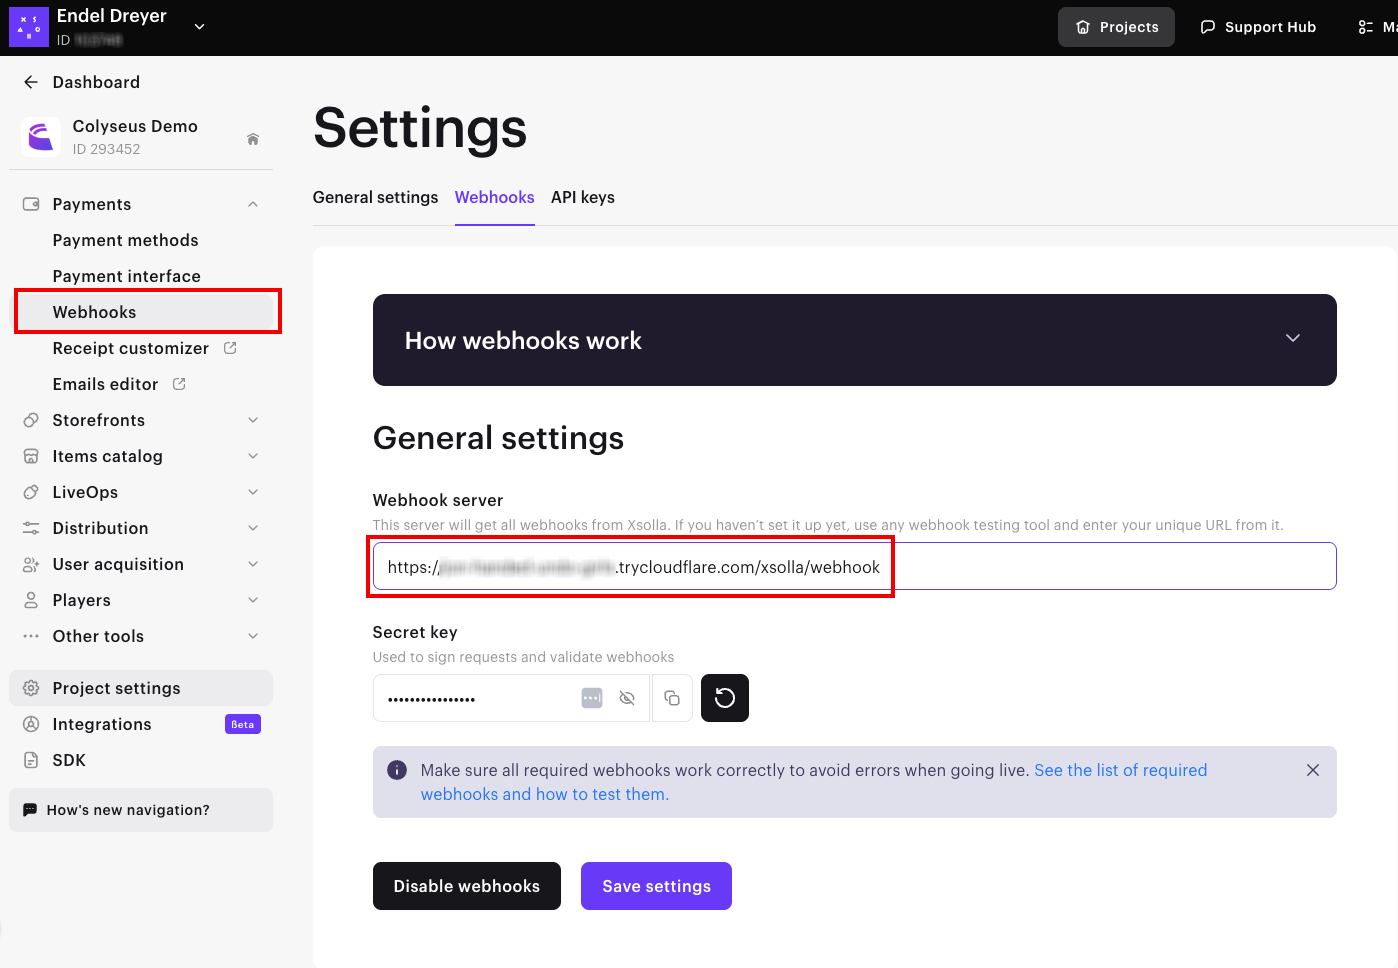 Endel Dreyer
ID
Projects
Support Hub
Ma
Dashboard
Colyseus Demo
ID 293452
Payments
Payment methods
Payment interface
Webhooks
Receipt customizer
Emails editor
Storefronts
Items catalog
LiveOps
Distribution
User acquisition
Players
Other tools
Project settings
Integrations
Beta
SDK
How's new navigation?
Settings
General settings
Webhooks
API keys
How webhooks work
General settings
Webhook server
This server will get all webhooks from Xsolla. If you haven't set it up yet, use any webhook testing tool and enter your unique URL from it.
https:/ .trycloudflare.com/xsolla/webhook
Secret key
Used to sign requests and validate webhooks
••••••••••••••••
Make sure all required webhooks work correctly to avoid errors when going live. See the list of required
webhooks and how to test them.
Disable webhooks
Save settings